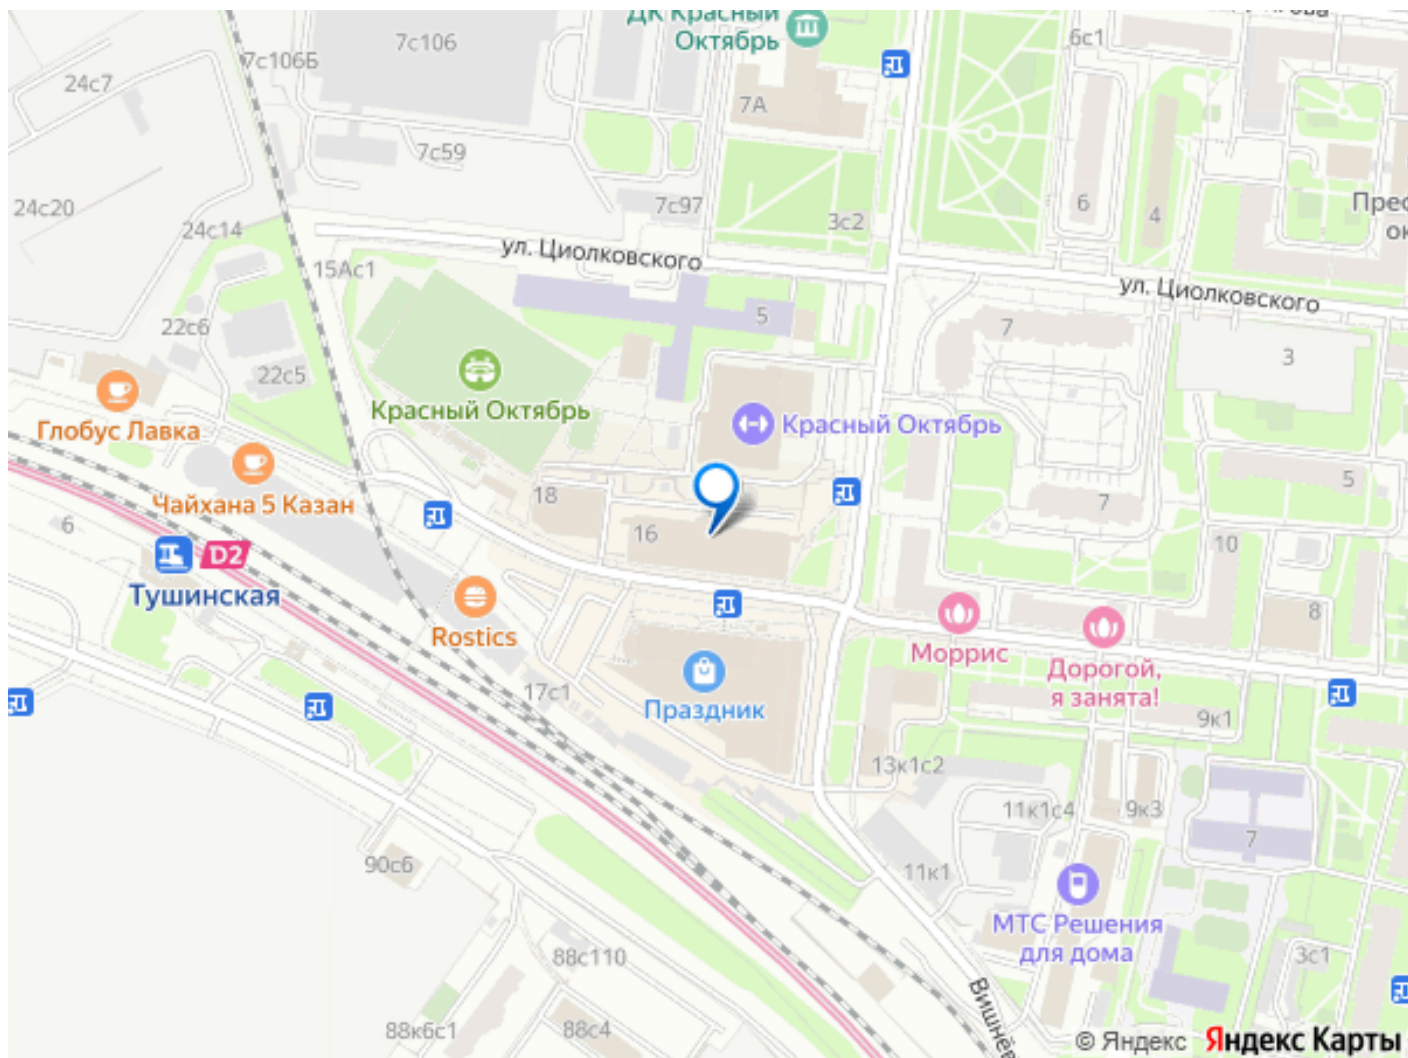 ДК Красный
Октябрь
6с1
7с106
7с106Б
24с7
7А
7с59
24с20
24с14
7с97
3с2
6
4
ул. Циолковского
15Ас1
ул. Циолковского
22с6
5
7
3
22с5
Глобус Лавка
Красный Октябрь
Красный Октябрь
Чайхана 5 Казан
18
7
5
6
16
10
D2
Тушинская
Rostics
8
Моррис
Дорогой,
я занята!
Праздник
17с1
9к1
13к1с2
11к1с4
9к3
7
90с6
11к1
МТС Решения
для дома
88с110
3с1
88к6с1
88с4
© Яндекс
Яндекс Карты